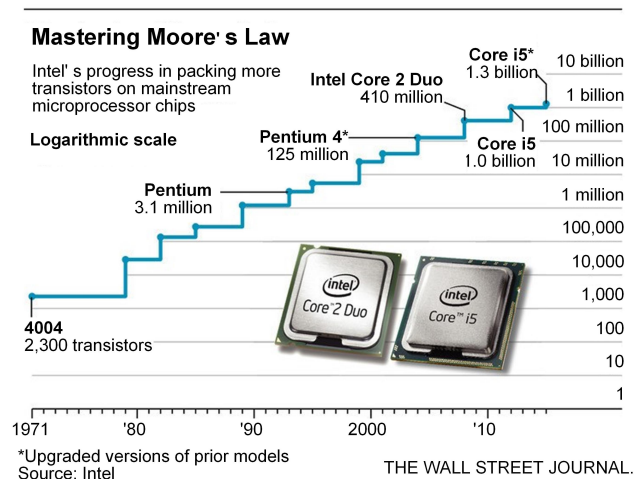 Mastering Moore's Law
Intel's progress in packing more
transistors on mainstream
microprocessor chips
Logarithmic scale
Core i5*
1.3 billion
Intel Core 2 Duo
410 million
Core i5
1.0 billion
Pentium 4*
125 million
Pentium
3.1 million
4004
2,300 transistors
10 billion
1 billion
100 million
10 million
1 million
100,000
10,000
1,000
100
10
1
intel
Core™2 Duo
intel
Core™ i5
1971
'80
'90
2000
'10
*Upgraded versions of prior models
Source: Intel
THE WALL STREET JOURNAL.